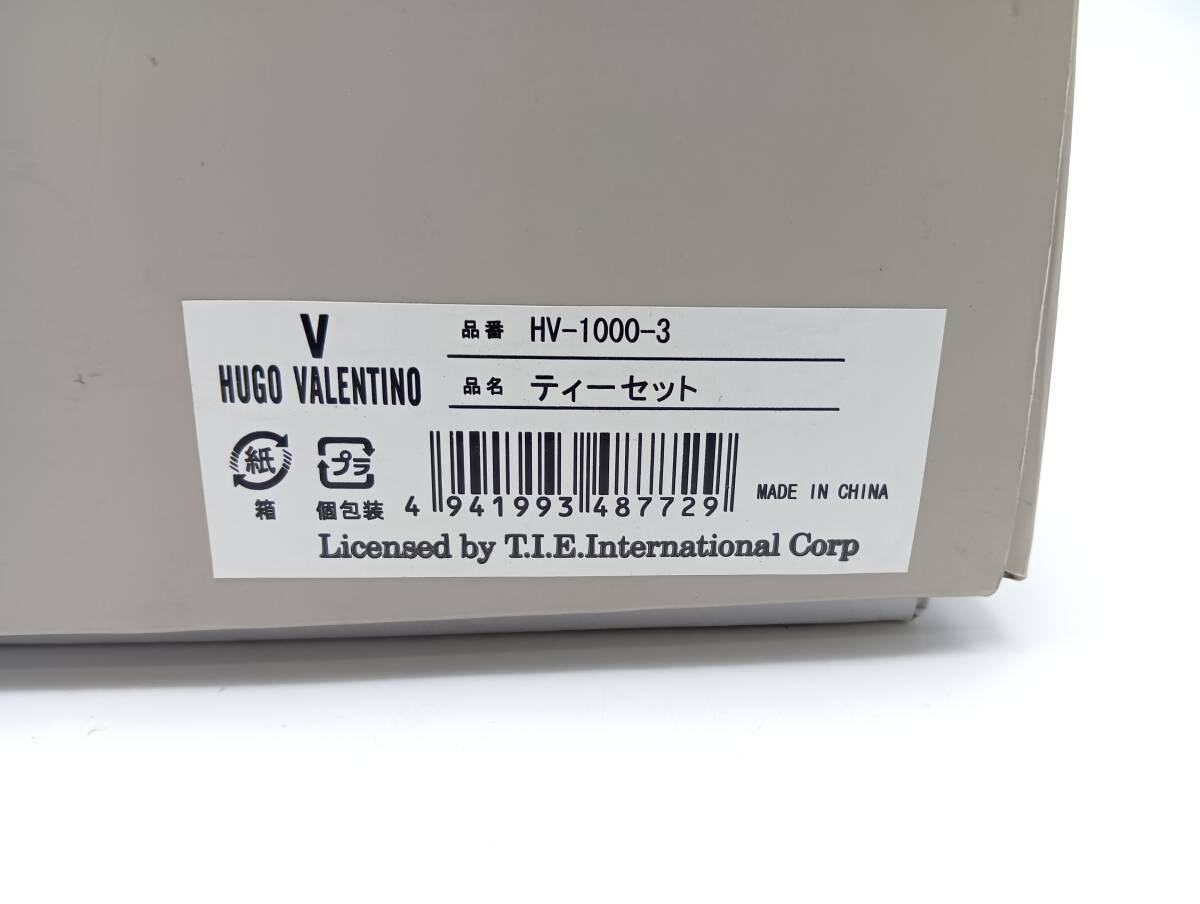 V
HUGO VALENTINO
品番 HV-1000-3
品名 ティーセット
紙
箱
プラ
個包装
4 941993 487729
MADE IN CHINA
Licensed by T.I.E.International Corp